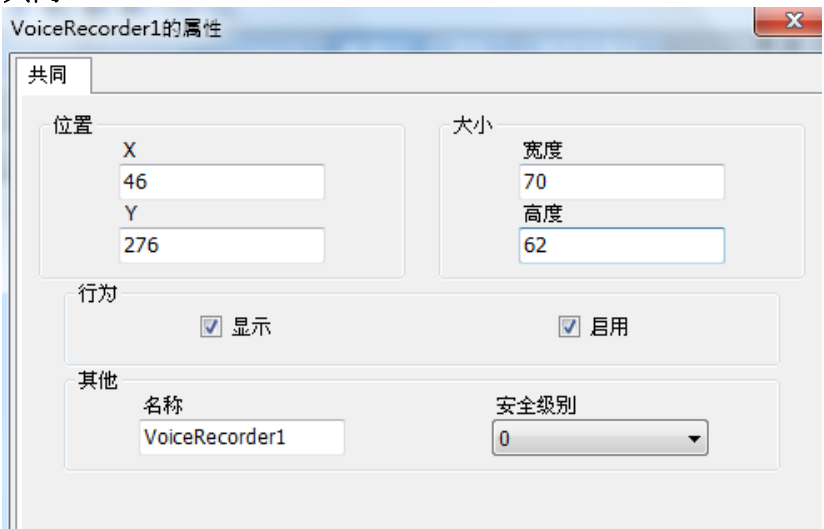 VoiceRecorder1的属性
共同
位置
大小
X
宽度
46
70
Y
高度
276
62
行为
显示
启用
其他
名称
安全级别
VoiceRecorder1
0